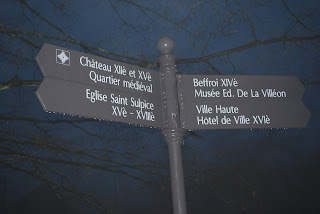 Château XIIè et XVè
Quartier médiéval
Eglise Saint Sulpice
XVè - XVIIIè
Beffroi XIVè
Musée Ed. De La Villéon
Ville Haute
Hôtel de Ville XVIè